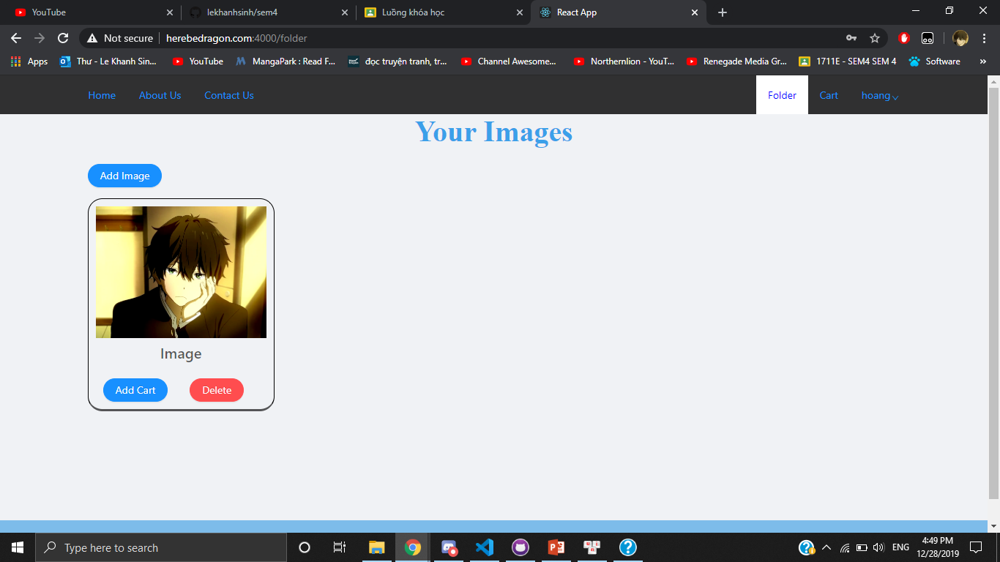 YouTube
lekhanhsinh/sem4
Luồng khóa học
React App
Not secure
herebedragon.com:4000/folder
Apps
Thư - Le Khanh Sin...
YouTube
MangaPark : Read F...
đọc truyện tranh, tr...
Channel Awesome...
Northernlion - YouT...
Renegade Media Gr...
1711E - SEM4 SEM 4
Software
»
Home
About Us
Contact Us
Folder
Cart
hoang
Your Images
Add Image
Image
Add Cart
Delete
Type here to search
ENG
4:49 PM
12/28/2019